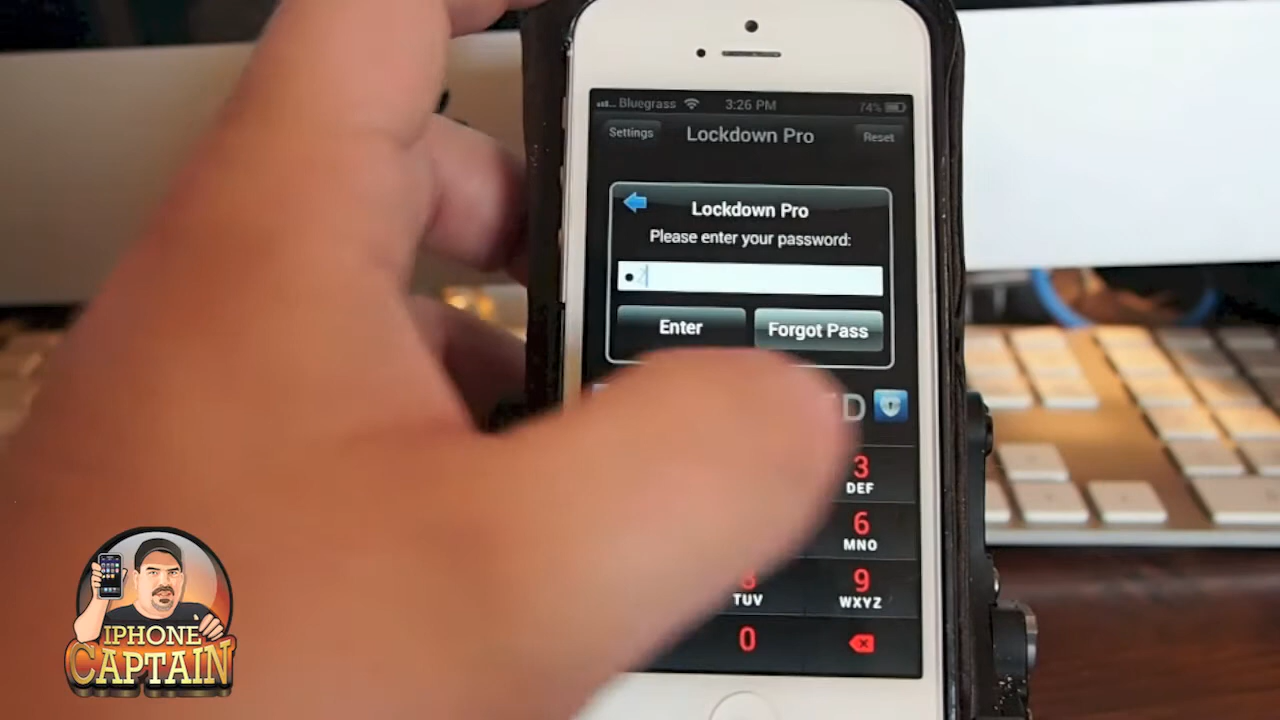 Bluegrass 3:26 PM 74%
Settings Lockdown Pro Reset
Lockdown Pro
Please enter your password:
Enter Forgot Pass
D
3
DEF
6
MNO
9
TUV WXYZ
0
IPHONE
CAPTAIN